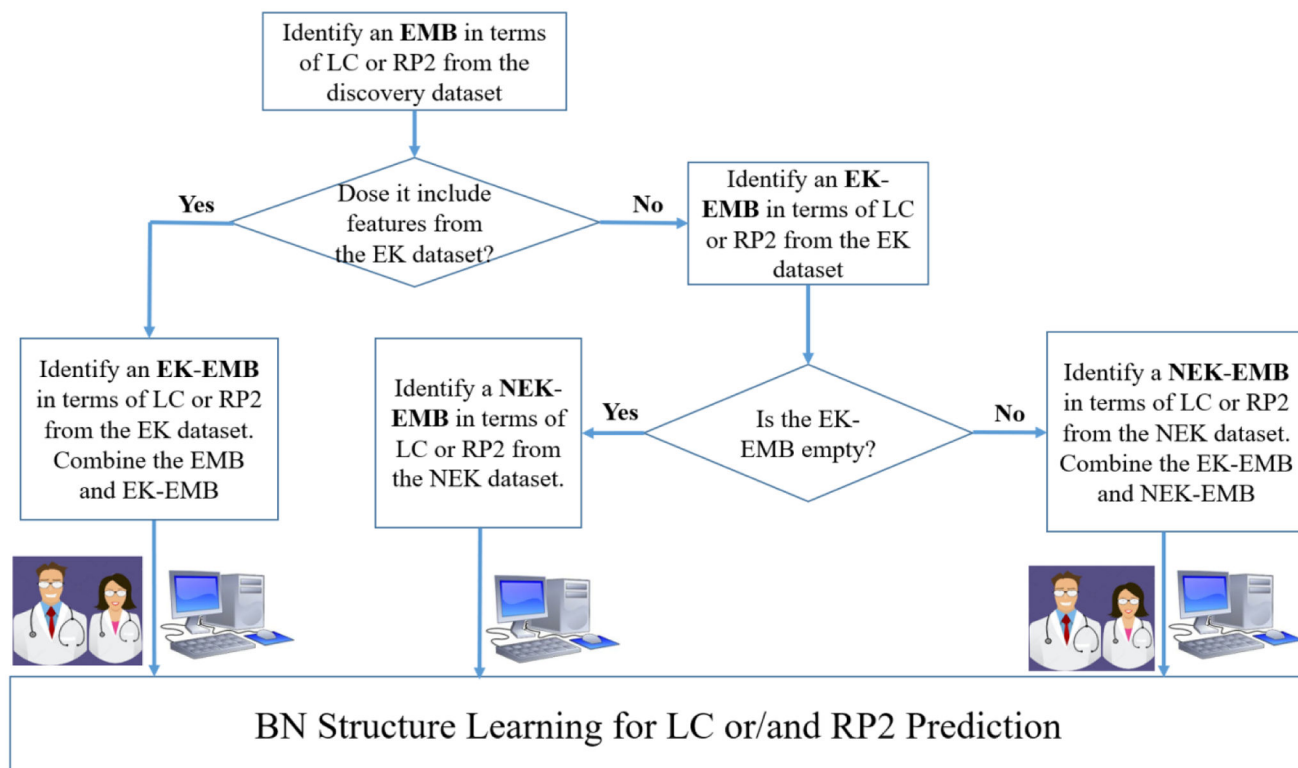 Identify an EMB in terms
of LC or RP2 from the
discovery dataset
Dose it include
features from
the EK dataset?
Yes
No
Identify an EK-
EMB in terms of LC
or RP2 from the EK
dataset
Identify an EK-EMB
in terms of LC or RP2
from the EK dataset.
Combine the EMB
and EK-EMB
Identify a NEK-
EMB in terms of
LC or RP2 from
the NEK dataset.
Yes
Is the EK-
EMB empty?
No
Identify a NEK-EMB
in terms of LC or RP2
from the NEK dataset.
Combine the EK-EMB
and NEK-EMB
BN Structure Learning for LC or/and RP2 Prediction